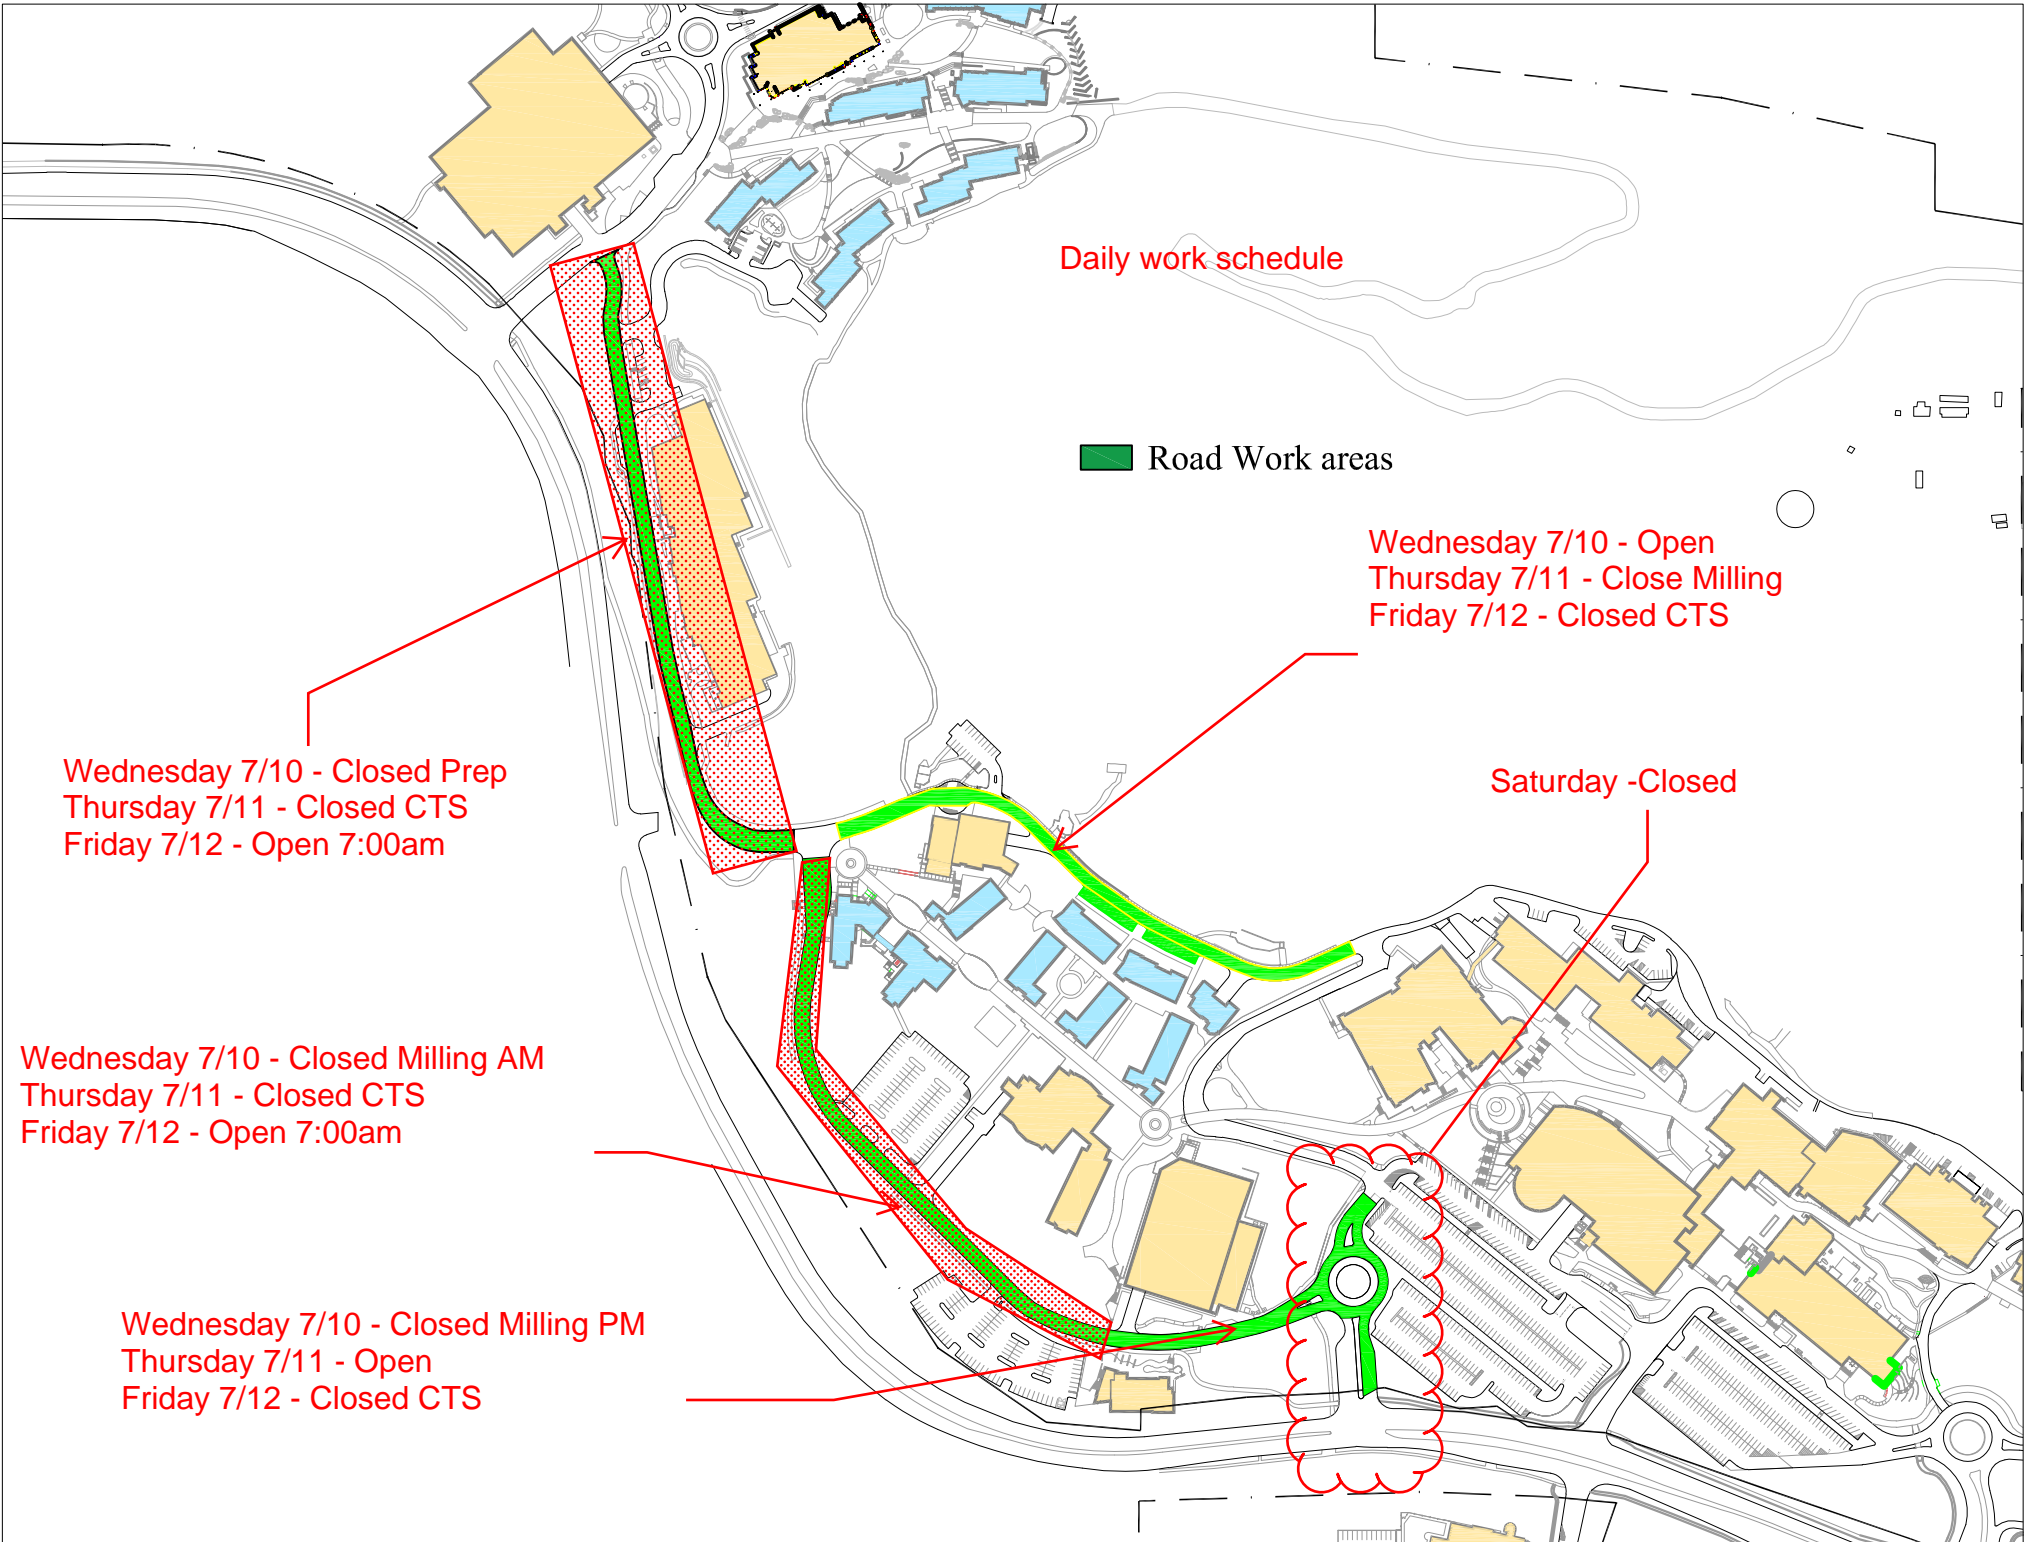 Daily work schedule
Road Work areas
Wednesday 7/10 - Open
Thursday 7/11 - Close Milling
Friday 7/12 - Closed CTS
Wednesday 7/10 - Closed Prep
Thursday 7/11 - Closed CTS
Friday 7/12 - Open 7:00am
Saturday -Closed
Wednesday 7/10 - Closed Milling AM
Thursday 7/11 - Closed CTS
Friday 7/12 - Open 7:00am
Wednesday 7/10 - Closed Milling PM
Thursday 7/11 - Open
Friday 7/12 - Closed CTS